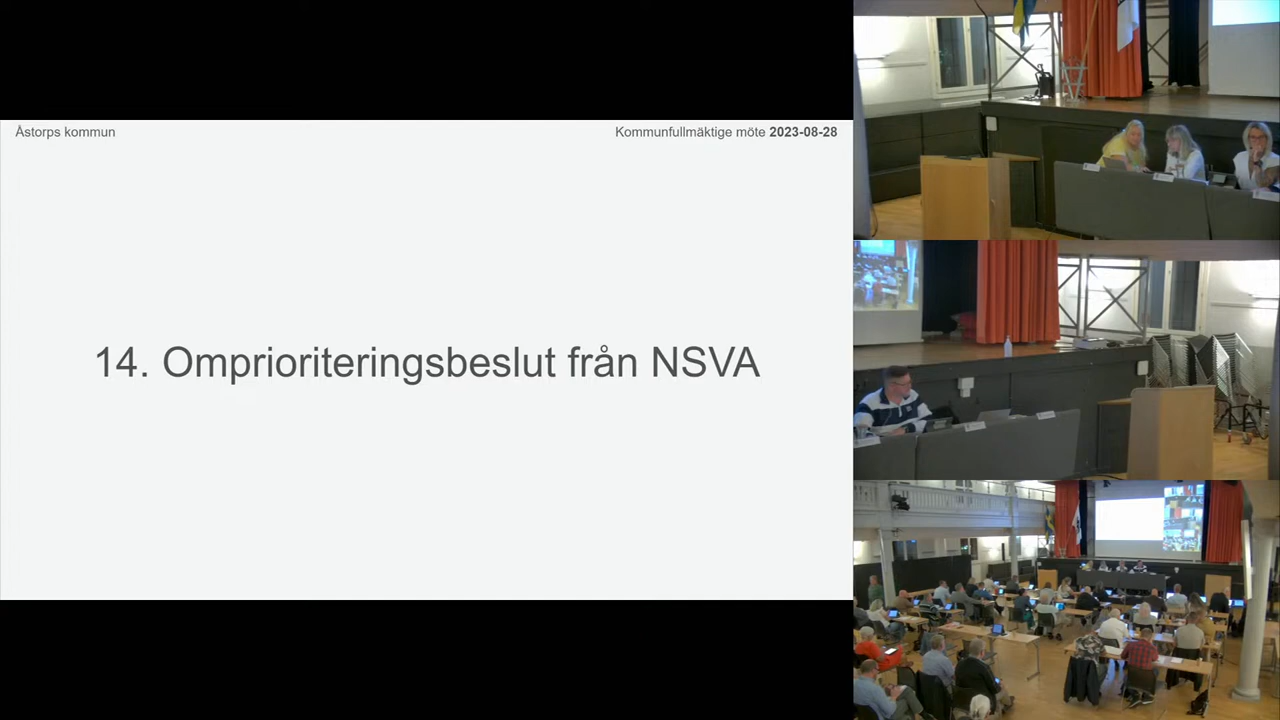 Åstorps kommun
Kommunfullmäktige möte 2023-08-28
14. Omprioriteringsbeslut från NSVA